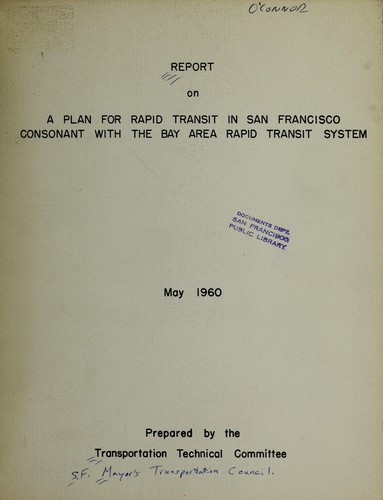 O'CONNOR
REPORT
on
A PLAN FOR RAPID TRANSIT IN SAN FRANCISCO
CONSONANT WITH THE BAY AREA RAPID TRANSIT SYSTEM
DOCUMENTS DEPT.
SAN FRANCISCO
PUBLIC LIBRARY
May 1960
Prepared by the
Transportation Technical Committee
S.F. Mayor's Transportation Council.